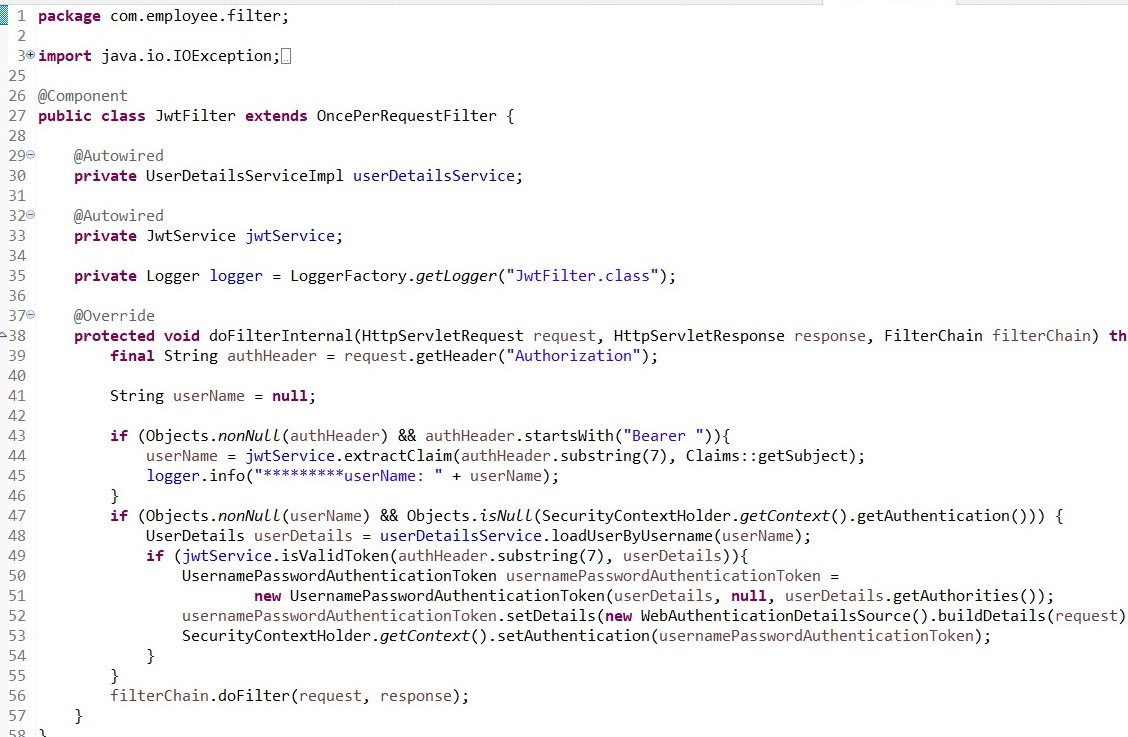 1 package com.employee.filter;
2
3 import java.io.IOException;
25
26 @Component
27 public class JwtFilter extends OncePerRequestFilter {
28
29     @Autowired
30     private UserDetailsServiceImpl userDetailsService;
31
32     @Autowired
33     private JwtService jwtService;
34
35     private Logger logger = LoggerFactory.getLogger("JwtFilter.class");
36
37     @Override
38     protected void doFilterInternal(HttpServletRequest request, HttpServletResponse response, FilterChain filterChain) th
39         final String authHeader = request.getHeader("Authorization");
40
41         String userName = null;
42
43         if (Objects.nonNull(authHeader) && authHeader.startsWith("Bearer ")){
44             userName = jwtService.extractClaim(authHeader.substring(7), Claims::getSubject);
45             logger.info("*********userName: " + userName);
46         }
47         if (Objects.nonNull(userName) && Objects.isNull(SecurityContextHolder.getContext().getAuthentication())) {
48             UserDetails userDetails = userDetailsService.loadUserByUsername(userName);
49             if (jwtService.isValidToken(authHeader.substring(7), userDetails)){
50                 UsernamePasswordAuthenticationToken usernamePasswordAuthenticationToken =
51                         new UsernamePasswordAuthenticationToken(userDetails, null, userDetails.getAuthorities());
52                 usernamePasswordAuthenticationToken.setDetails(new WebAuthenticationDetailsSource().buildDetails(request)
53                 SecurityContextHolder.getContext().setAuthentication(usernamePasswordAuthenticationToken);
54             }
55         }
56         filterChain.doFilter(request, response);
57     }
58 }